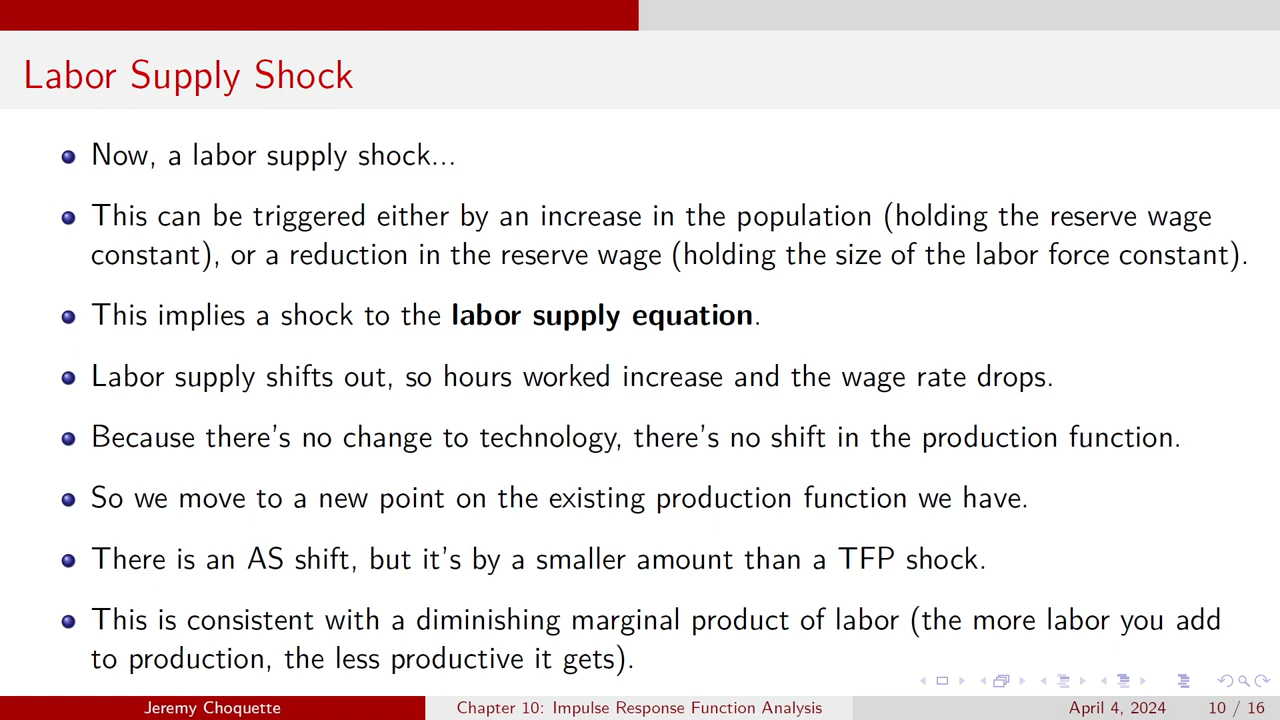 Labor Supply Shock
Now, a labor supply shock...
This can be triggered either by an increase in the population (holding the reserve wage
constant), or a reduction in the reserve wage (holding the size of the labor force constant).
This implies a shock to the labor supply equation.
Labor supply shifts out, so hours worked increase and the wage rate drops.
Because there's no change to technology, there's no shift in the production function.
So we move to a new point on the existing production function we have.
There is an AS shift, but it's by a smaller amount than a TFP shock.
This is consistent with a diminishing marginal product of labor (the more labor you add
to production, the less productive it gets).
Jeremy Choquette Chapter 10: Impulse Response Function Analysis April 4, 2024 10 / 16